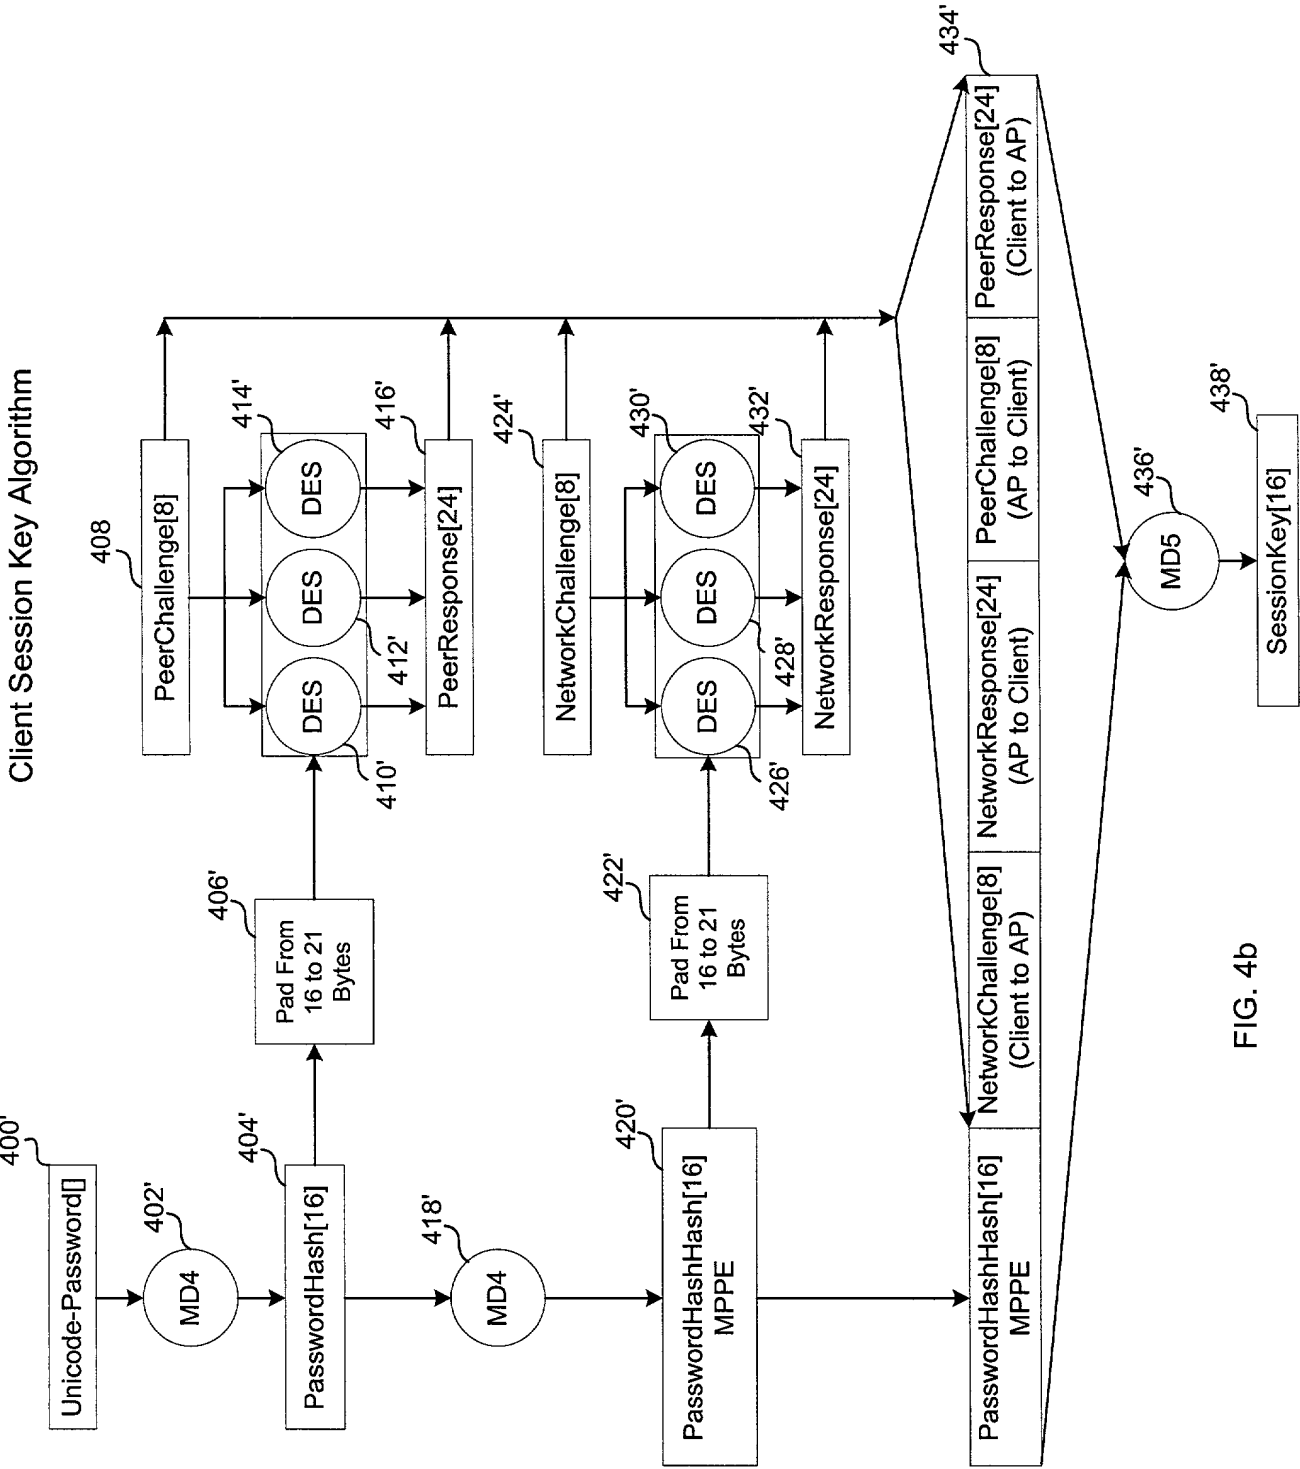 Client Session Key Algorithm
400'
Unicode-Password[]
402'
MD4
404'
PasswordHash[16]
406'
Pad From
16 to 21
Bytes
408
PeerChallenge[8]
410'
DES
412'
DES
414'
DES
416'
PeerResponse[24]
418'
MD4
420'
PasswordHashHash[16]
MPPE
422'
Pad From
16 to 21
Bytes
424'
NetworkChallenge[8]
426'
DES
428'
DES
430'
DES
432'
NetworkResponse[24]
434'
PasswordHashHash[16]
MPPE
NetworkChallenge[8]
(Client to AP)
NetworkResponse[24]
(AP to Client)
PeerChallenge[8]
(AP to Client)
PeerResponse[24]
(Client to AP)
436'
MD5
438'
SessionKey[16]
FIG. 4b